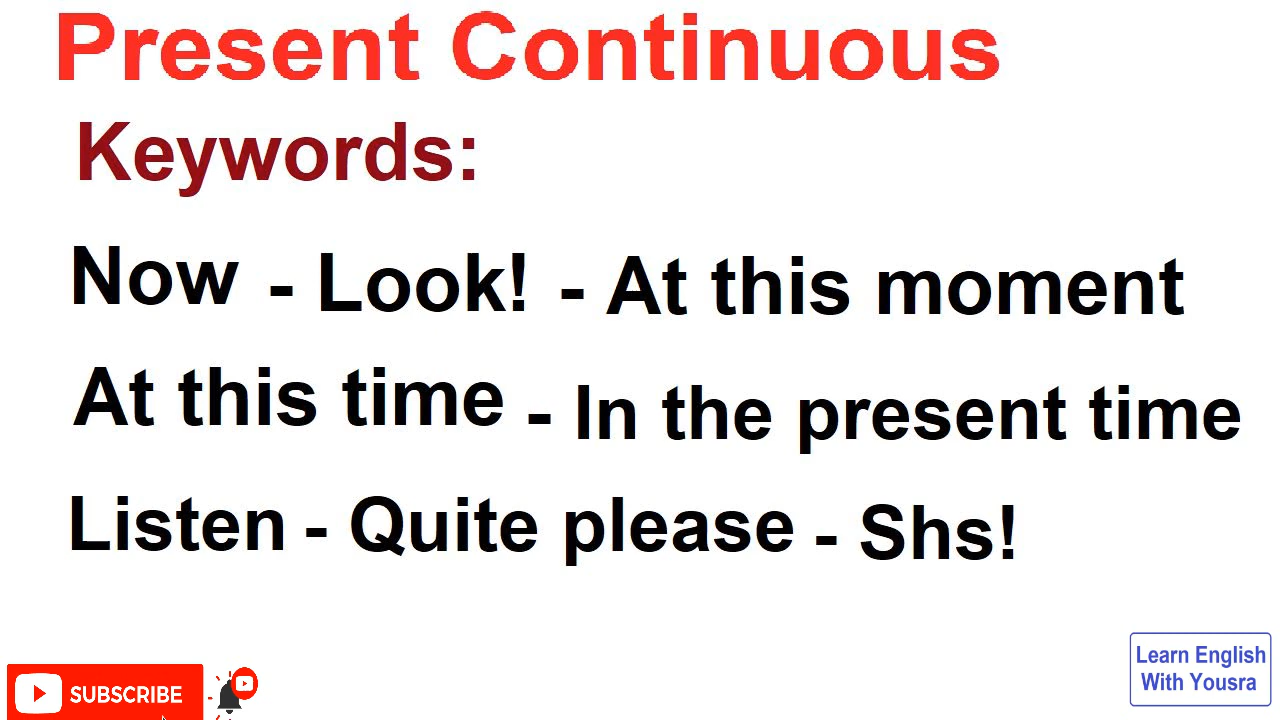 Present Continuous
Keywords:
Now - Look! - At this moment
At this time - In the present time
Listen - Quite please - Shs!
SUBSCRIBE
Learn English
With Yousra